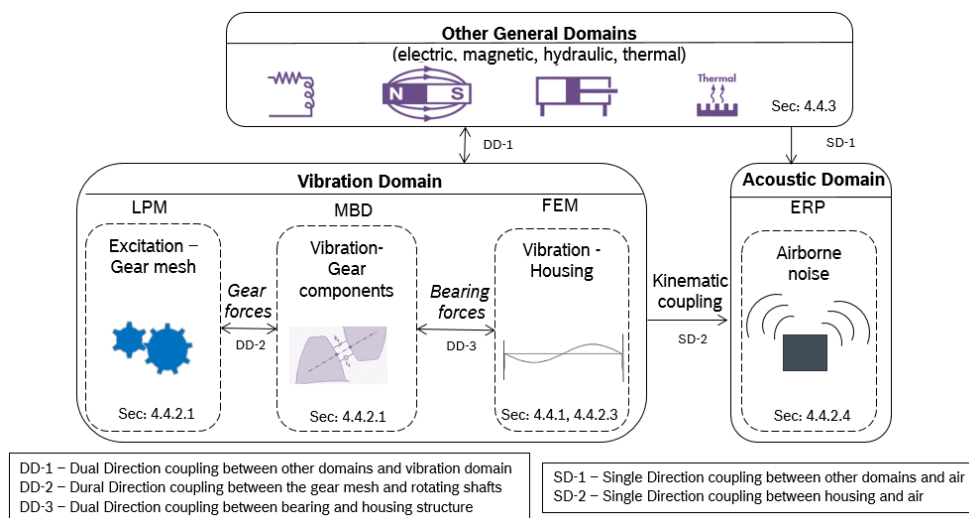 Other General Domains
(electric, magnetic, hydraulic, thermal)
N S
Thermal
Sec: 4.4.3
DD-1
SD-1
Vibration Domain
LPM
MBD
FEM
Excitation –
Gear mesh
Sec: 4.4.2.1
Gear
forces
DD-2
Vibration-
Gear
components
Sec: 4.4.2.1
Bearing
forces
DD-3
Vibration -
Housing
Sec: 4.4.1, 4.4.2.3
Kinematic
coupling
SD-2
Acoustic Domain
ERP
Airborne
noise
Sec: 4.4.2.4
DD-1 – Dual Direction coupling between other domains and vibration domain
DD-2 – Dural Direction coupling between the gear mesh and rotating shafts
DD-3 – Dual Direction coupling between bearing and housing structure
SD-1 – Single Direction coupling between other domains and air
SD-2 – Single Direction coupling between housing and air